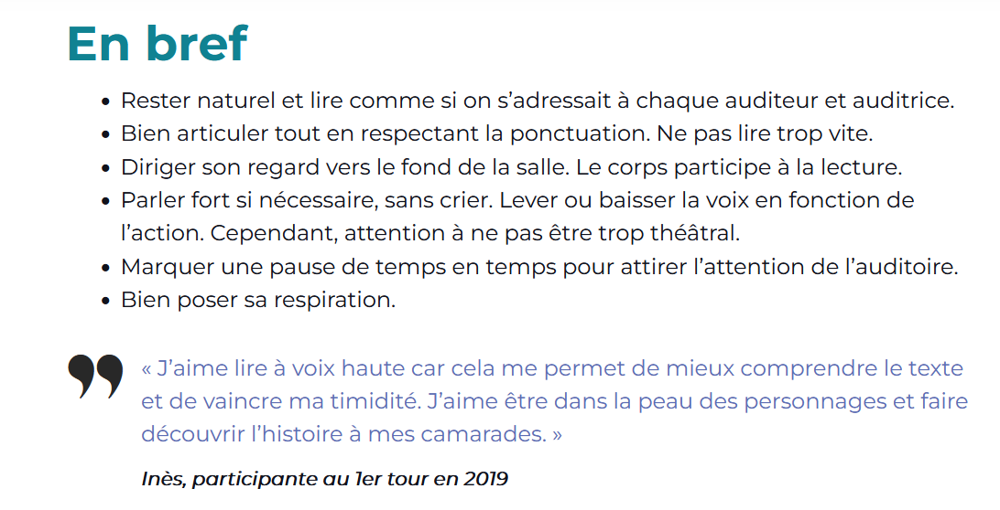 En bref
• Rester naturel et lire comme si on s’adressait à chaque auditeur et auditrice.
• Bien articuler tout en respectant la ponctuation. Ne pas lire trop vite.
• Diriger son regard vers le fond de la salle. Le corps participe à la lecture.
• Parler fort si nécessaire, sans crier. Lever ou baisser la voix en fonction de
l’action. Cependant, attention à ne pas être trop théâtral.
• Marquer une pause de temps en temps pour attirer l’attention de l’auditoire.
• Bien poser sa respiration.
” « J’aime lire à voix haute car cela me permet de mieux comprendre le texte
et de vaincre ma timidité. J’aime être dans la peau des personnages et faire
découvrir l’histoire à mes camarades. »
Inès, participante au 1er tour en 2019